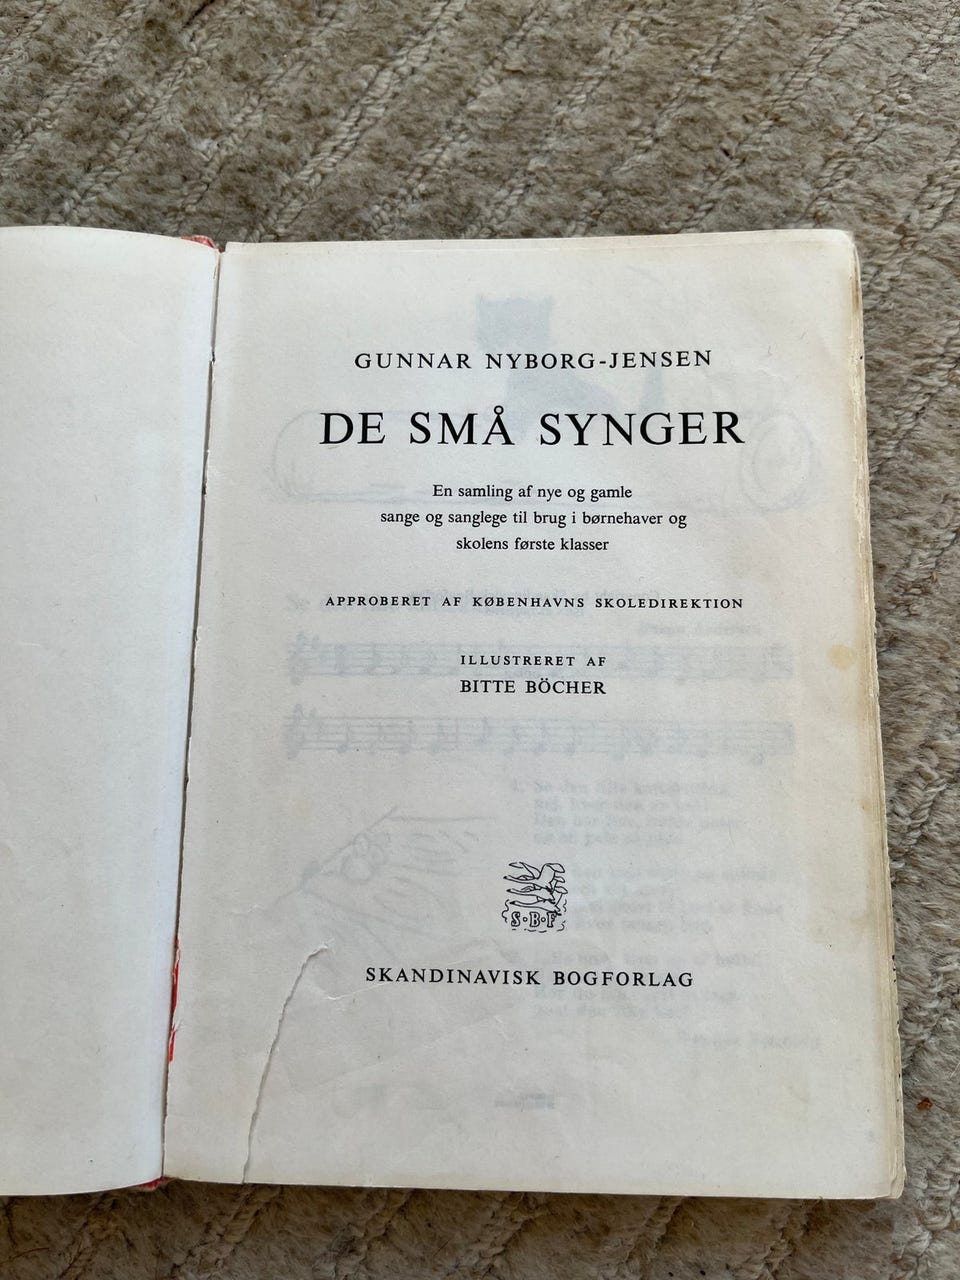 GUNNAR NYBORG-JENSEN
DE SMÅ SYNGER
En samling af nye og gamle
sange og sanglege til brug i børnehaver og
skolens første klasser
APPROBERET AF KØBENHAVNS SKOLEDIREKTION
ILLUSTRERET AF
BITTE BÖCHER
S·B·F
SKANDINAVISK BOGFORLAG